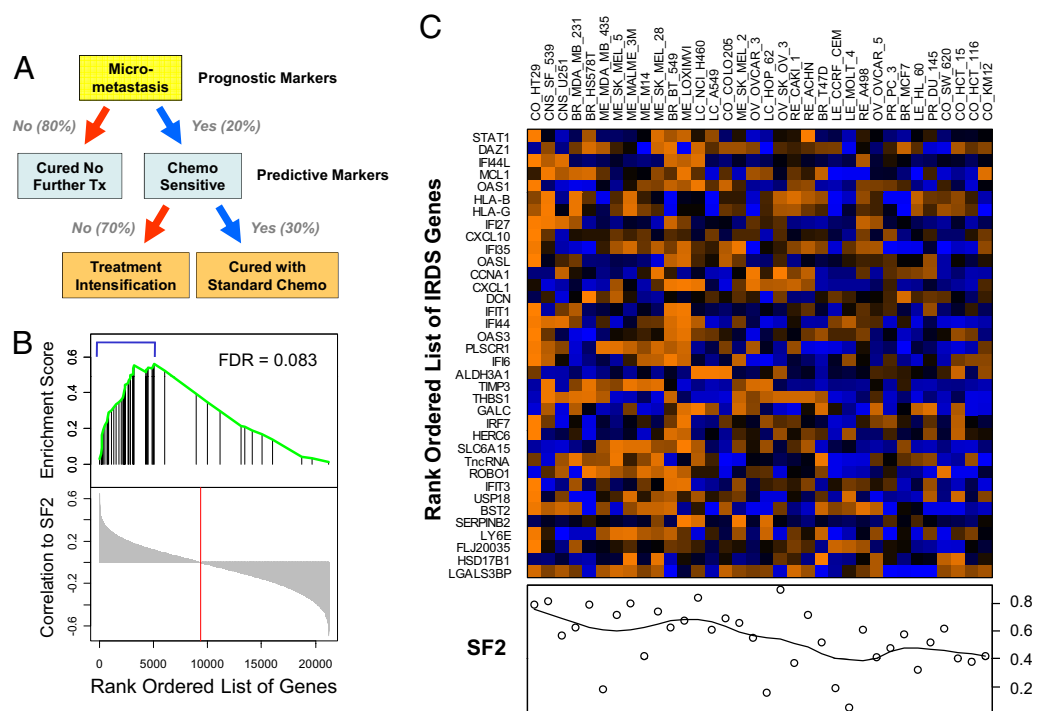 A
Micro-
metastasis
Prognostic Markers
No (80%)
Yes (20%)
Cured No
Further Tx
Chemo
Sensitive
Predictive Markers
No (70%)
Yes (30%)
Treatment
Intensification
Cured with
Standard Chemo
B
FDR = 0.083
Enrichment Score
0.0
0.2
0.4
0.6
Correlation to SF2
0.6
0.2
-0.2
-0.6
0
5000
10000
15000
20000
Rank Ordered List of Genes
C
CO_HT29
CNS_SF_539
CNS_U251
BR_MDA_MB_231
BR_HS578T
ME_MDA_MB_435
ME_SK_MEL_5
ME_MALME_3M
ME_M14
ME_SK_MEL_28
BR_BT_549
ME_LOXIMVI
LC_NCI_H460
LC_A549
CO_COLO205
ME_SK_MEL_2
OV_OVCAR_3
LC_HOP_62
OV_SK_OV_3
RE_CAKI_1
RE_ACHN
BR_T47D
LE_CCRF_CEM
LE_MOLT_4
RE_A498
OV_OVCAR_5
PR_PC_3
BR_MCF7
LE_HL_60
PR_DU_145
CO_SW_620
CO_HCT_15
CO_HCT_116
CO_KM12
Rank Ordered List of IRDS Genes
STAT1
DAZ1
IFI44L
MCL1
OAS1
HLA-B
HLA-G
IFI27
CXCL10
IFI35
OASL
CCNA1
CXCL1
DCN
IFIT1
IFI44
OAS3
PLSCR1
IFI6
ALDH3A1
TIMP3
THBS1
GALC
IRF7
HERC6
SLC6A15
TncRNA
ROBO1
IFIT3
USP18
BST2
SERPINB2
LY6E
FLJ20035
HSD17B1
LGALS3BP
SF2
0.8
0.6
0.4
0.2